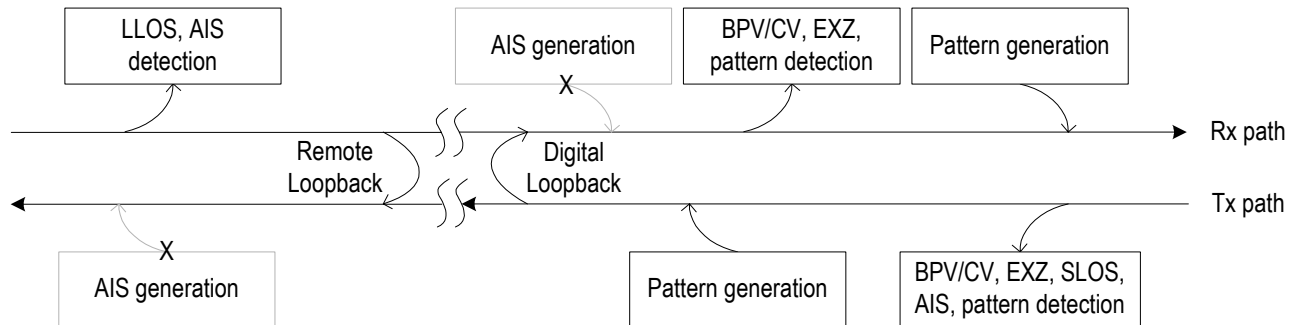 LLOS, AIS
detection
AIS generation
X
BPV/CV, EXZ,
pattern detection
Pattern generation
Rx path
Remote
Loopback
Digital
Loopback
Tx path
X
AIS generation
Pattern generation
BPV/CV, EXZ, SLOS,
AIS, pattern detection